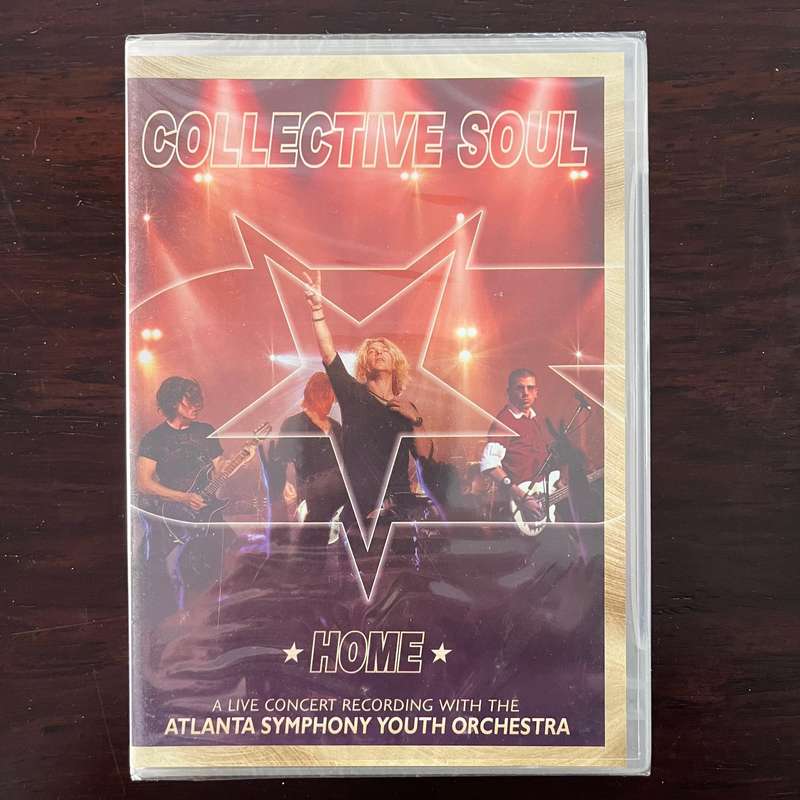 COLLECTIVE SOUL
HOME
A LIVE CONCERT RECORDING WITH THE
ATLANTA SYMPHONY YOUTH ORCHESTRA